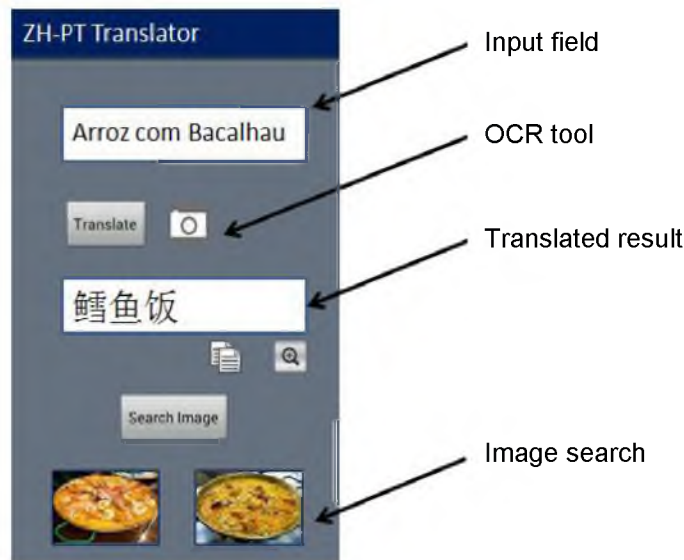 ZH-PT Translator
Input field
Arroz com Bacalhau
OCR tool
Translate
Translated result
鳕鱼饭
Search Image
Image search